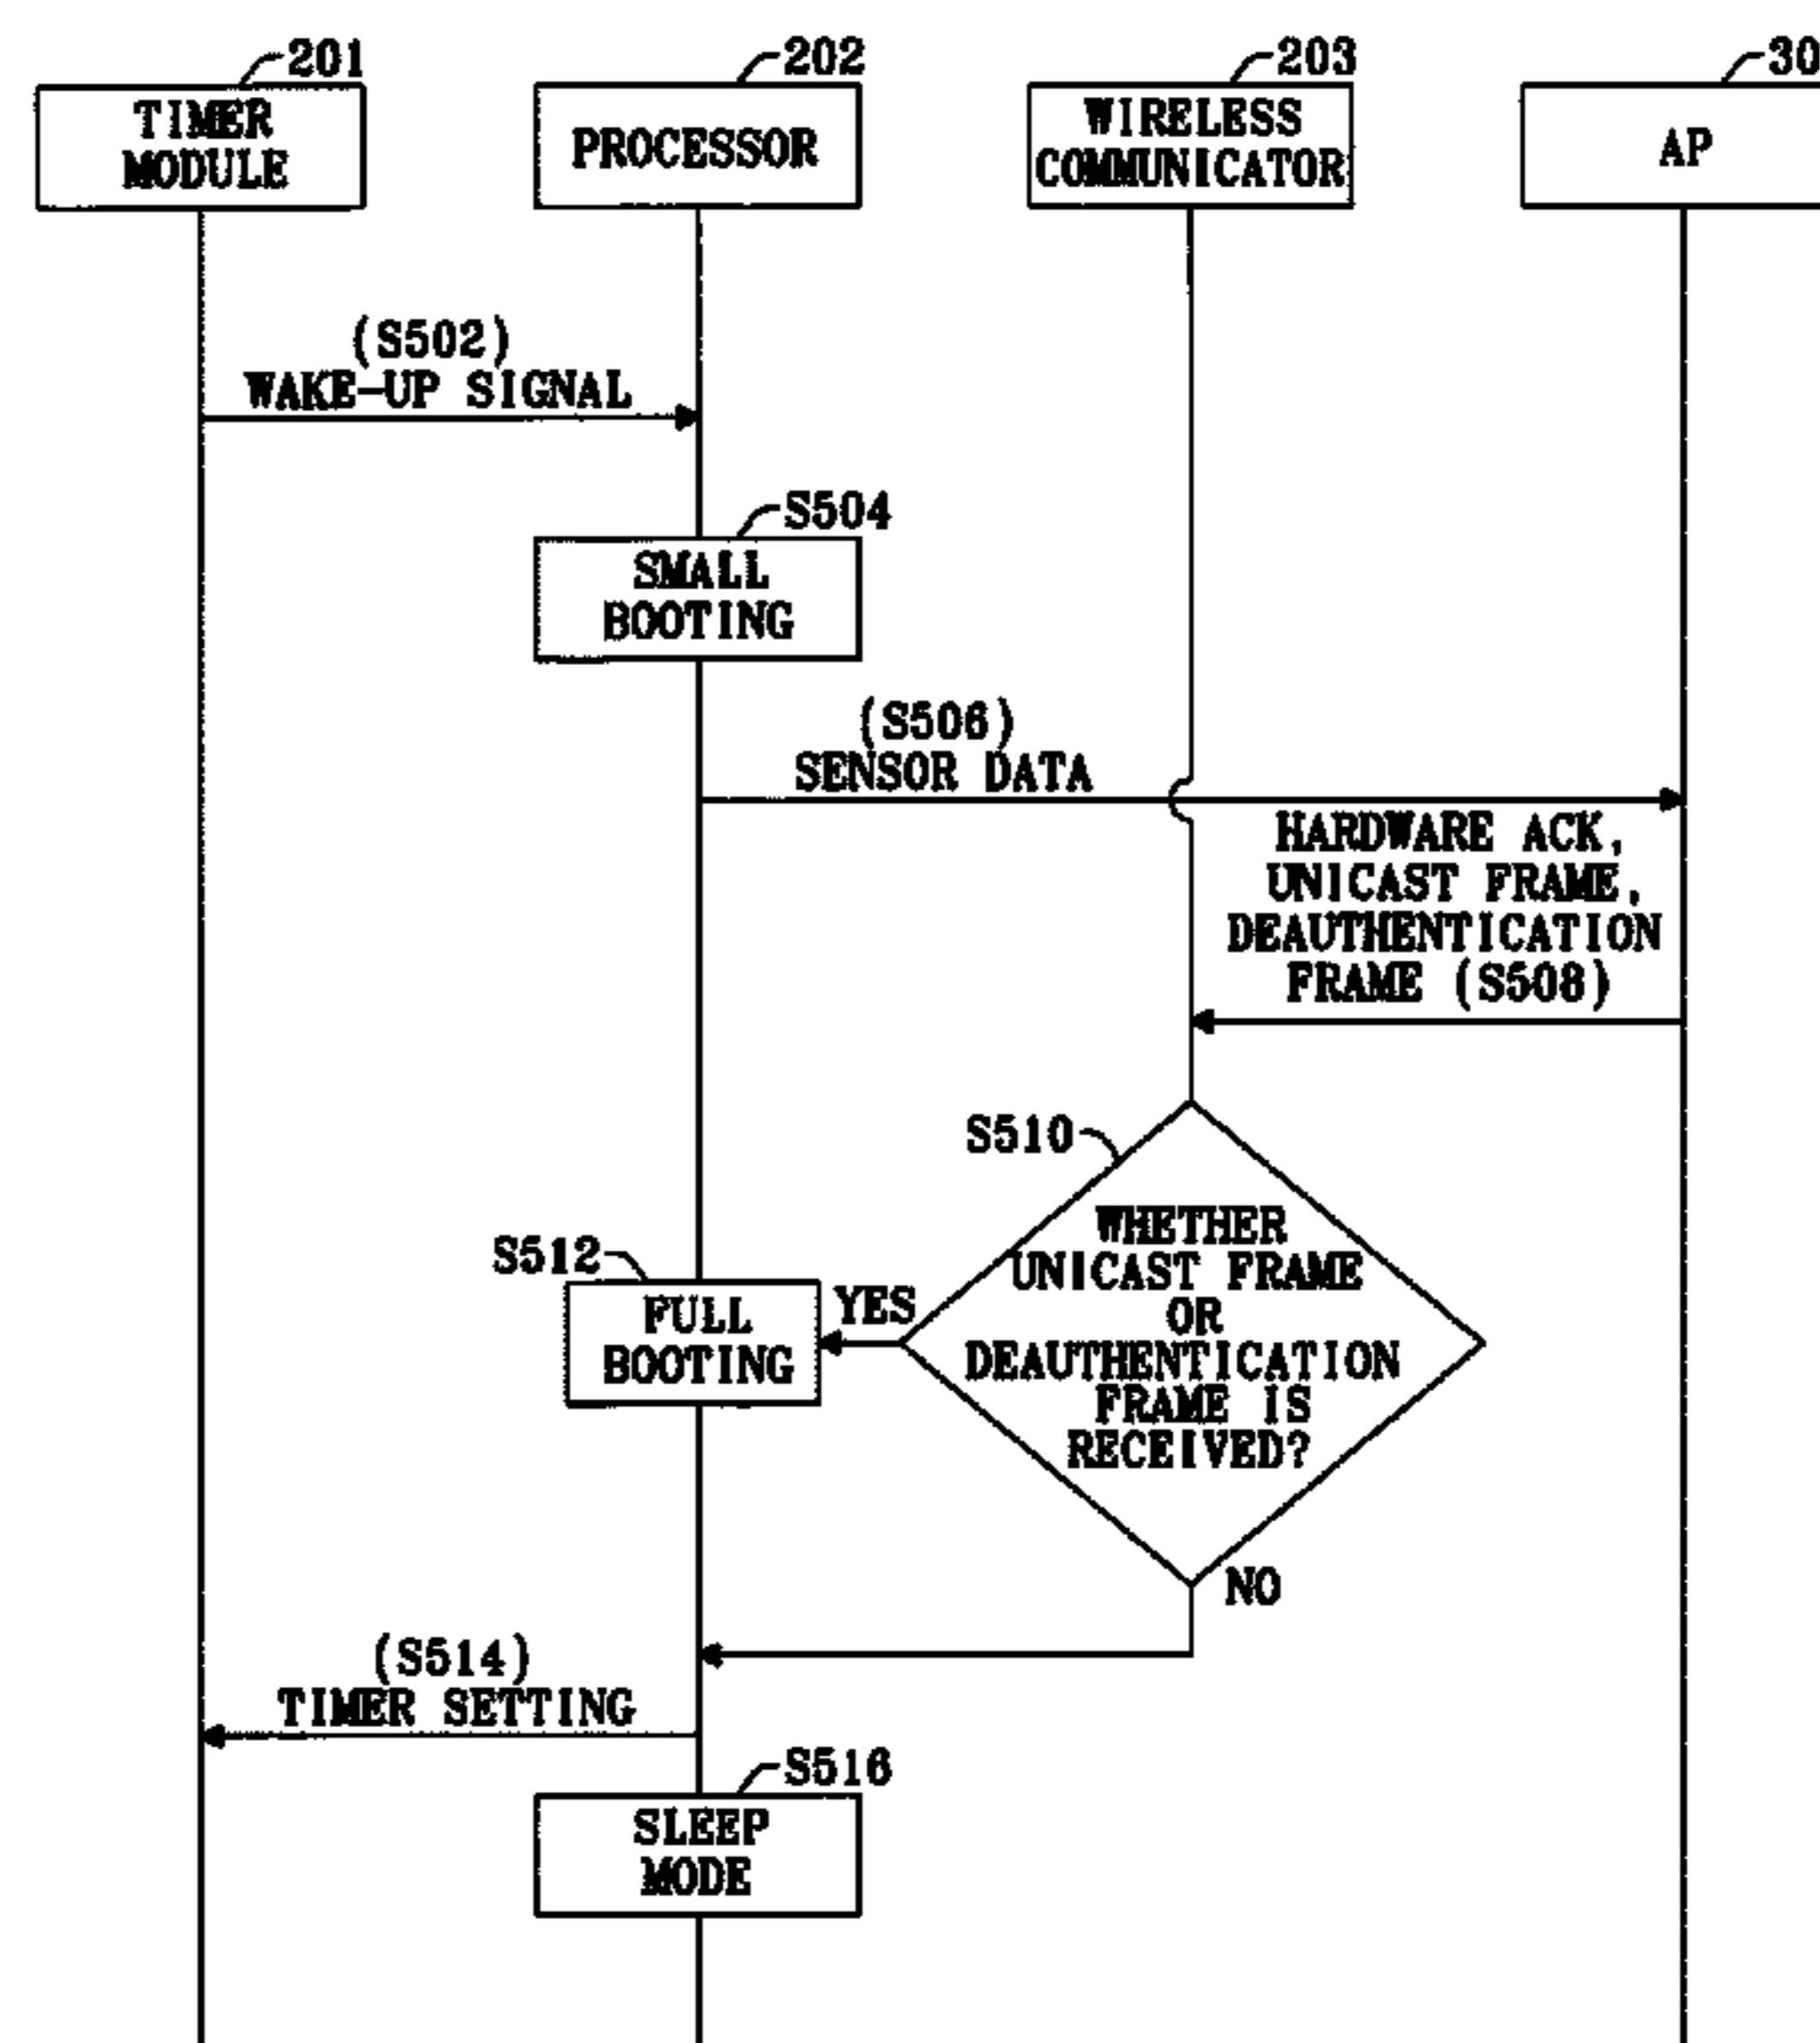 201
202
203
30
TIMER
MODULE
PROCESSOR
WIRELESS
COMMUNICATOR
AP
(S502)
WAKE-UP SIGNAL
S504
SMALL
BOOTING
(S506)
SENSOR DATA
HARDWARE ACK,
UNICAST FRAME,
DEAUTHENTICATION
FRAME (S508)
S510
WHETHER
UNICAST FRAME
OR
DEAUTHENTICATION
FRAME IS
RECEIVED?
S512
FULL
BOOTING
YES
NO
(S514)
TIMER SETTING
S516
SLEEP
MODE